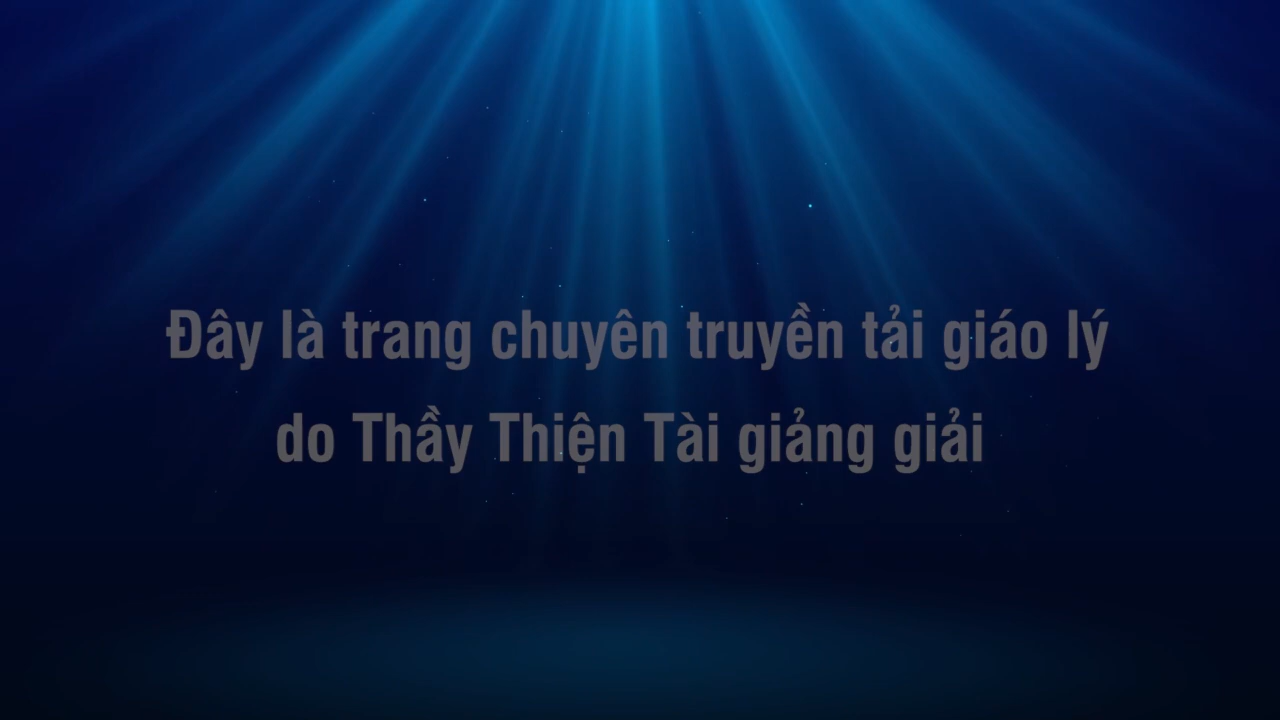 Đây là trang chuyên truyền tải giáo lý
do Thầy Thiện Tài giảng giải